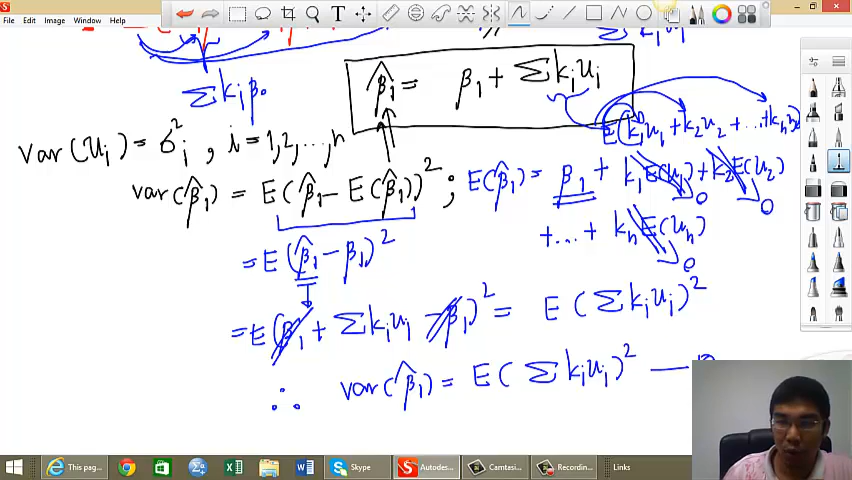 Edit Image Window Help
Σkiβ0
β̂1 = β1 + Σkiui
E(k1u1 + k2u2 + ... + knun)
var(ui) = σi², i = 1,2,...,n
var(β̂1) = E(β̂1 − E(β̂1))² ; E(β̂1) = β1 + k1E(u1) + k2E(u2)
0 0
+...+ knE(un)
0
= E(β̂1 − β1)²
= E(β1 + Σkiui − β1)² = E(Σkiui)²
∴ var(β̂1) = E(Σkiui)² —
This pag... Skype Autodes... Camtasi... Recordin... Links